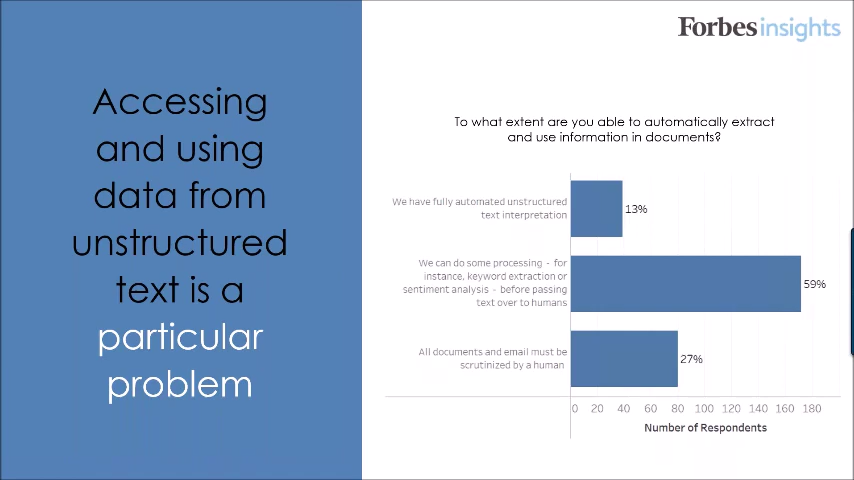 Forbes insights
Accessing
and using
data from
unstructured
text is a
particular
problem
To what extent are you able to automatically extract
and use information in documents?
We have fully automated unstructured
text interpretation
13%
We can do some processing - for
instance, keyword extraction or
sentiment analysis - before passing
text over to humans
59%
All documents and email must be
scrutinized by a human
27%
0 20 40 60 80 100 120 140 160 180
Number of Respondents